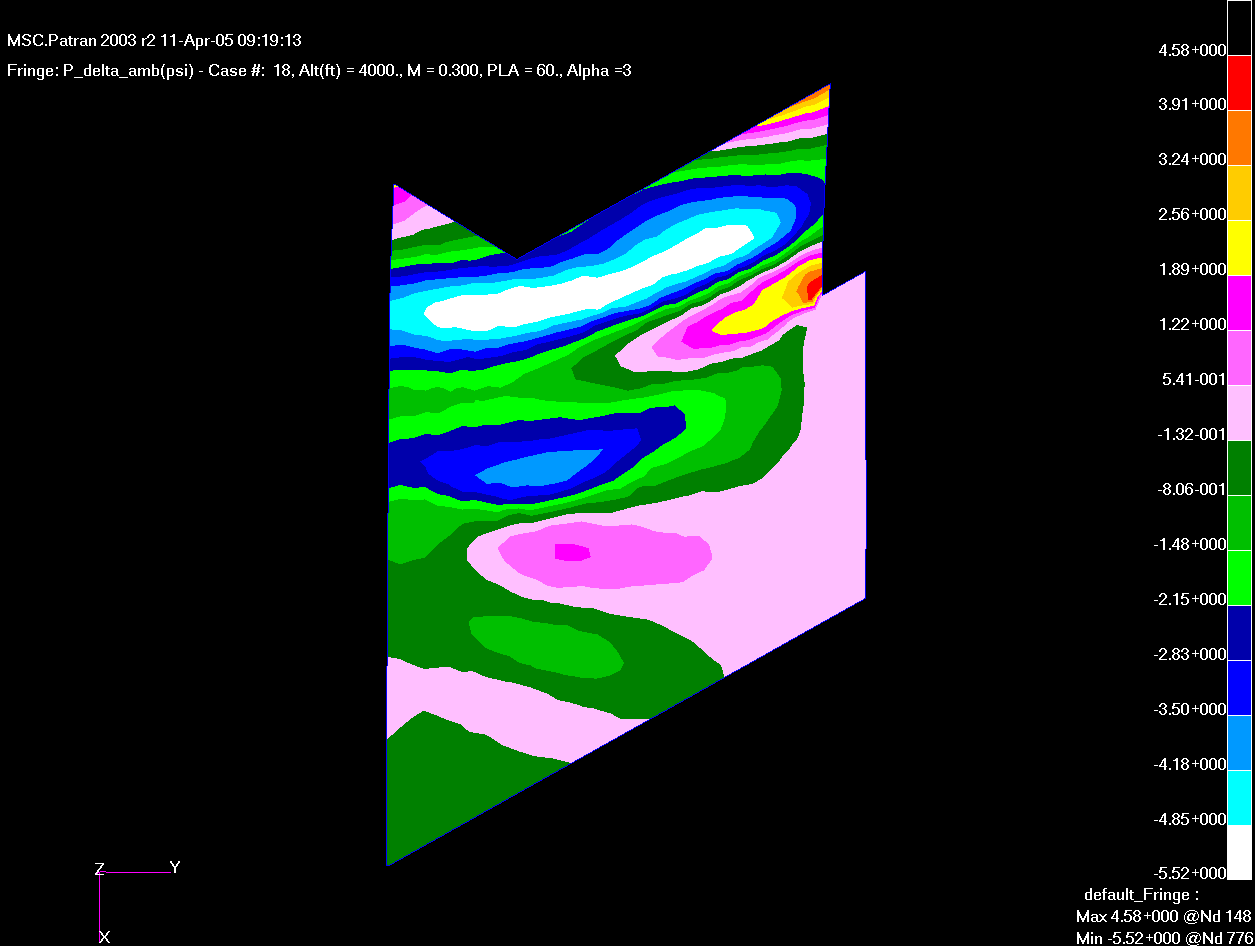 MSC.Patran 2003 r2 11-Apr-05 09:19:13
Fringe: P_delta_amb(psi) - Case #: 18, Alt(ft) = 4000., M = 0.300, PLA = 60., Alpha =3
4.58+000
3.91+000
3.24+000
2.56+000
1.89+000
1.22+000
5.41-001
-1.32-001
-8.06-001
-1.48+000
-2.15+000
-2.83+000
-3.50+000
-4.18+000
-4.85+000
-5.52+000
Z Y
X
default_Fringe :
Max 4.58+000 @Nd 148
Min -5.52+000 @Nd 776